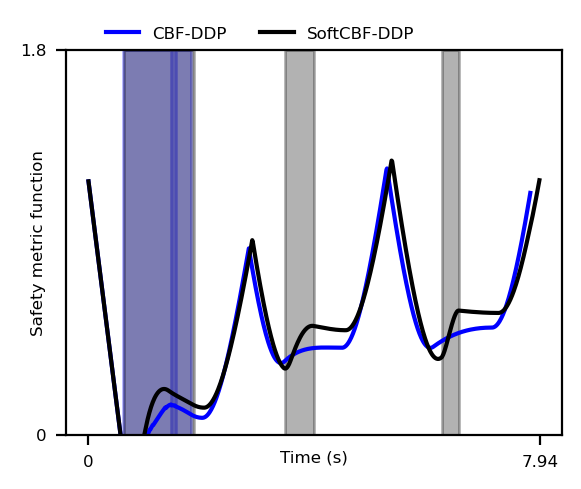 CBF-DDP SoftCBF-DDP
1.8
Safety metric function
0
0 Time (s) 7.94